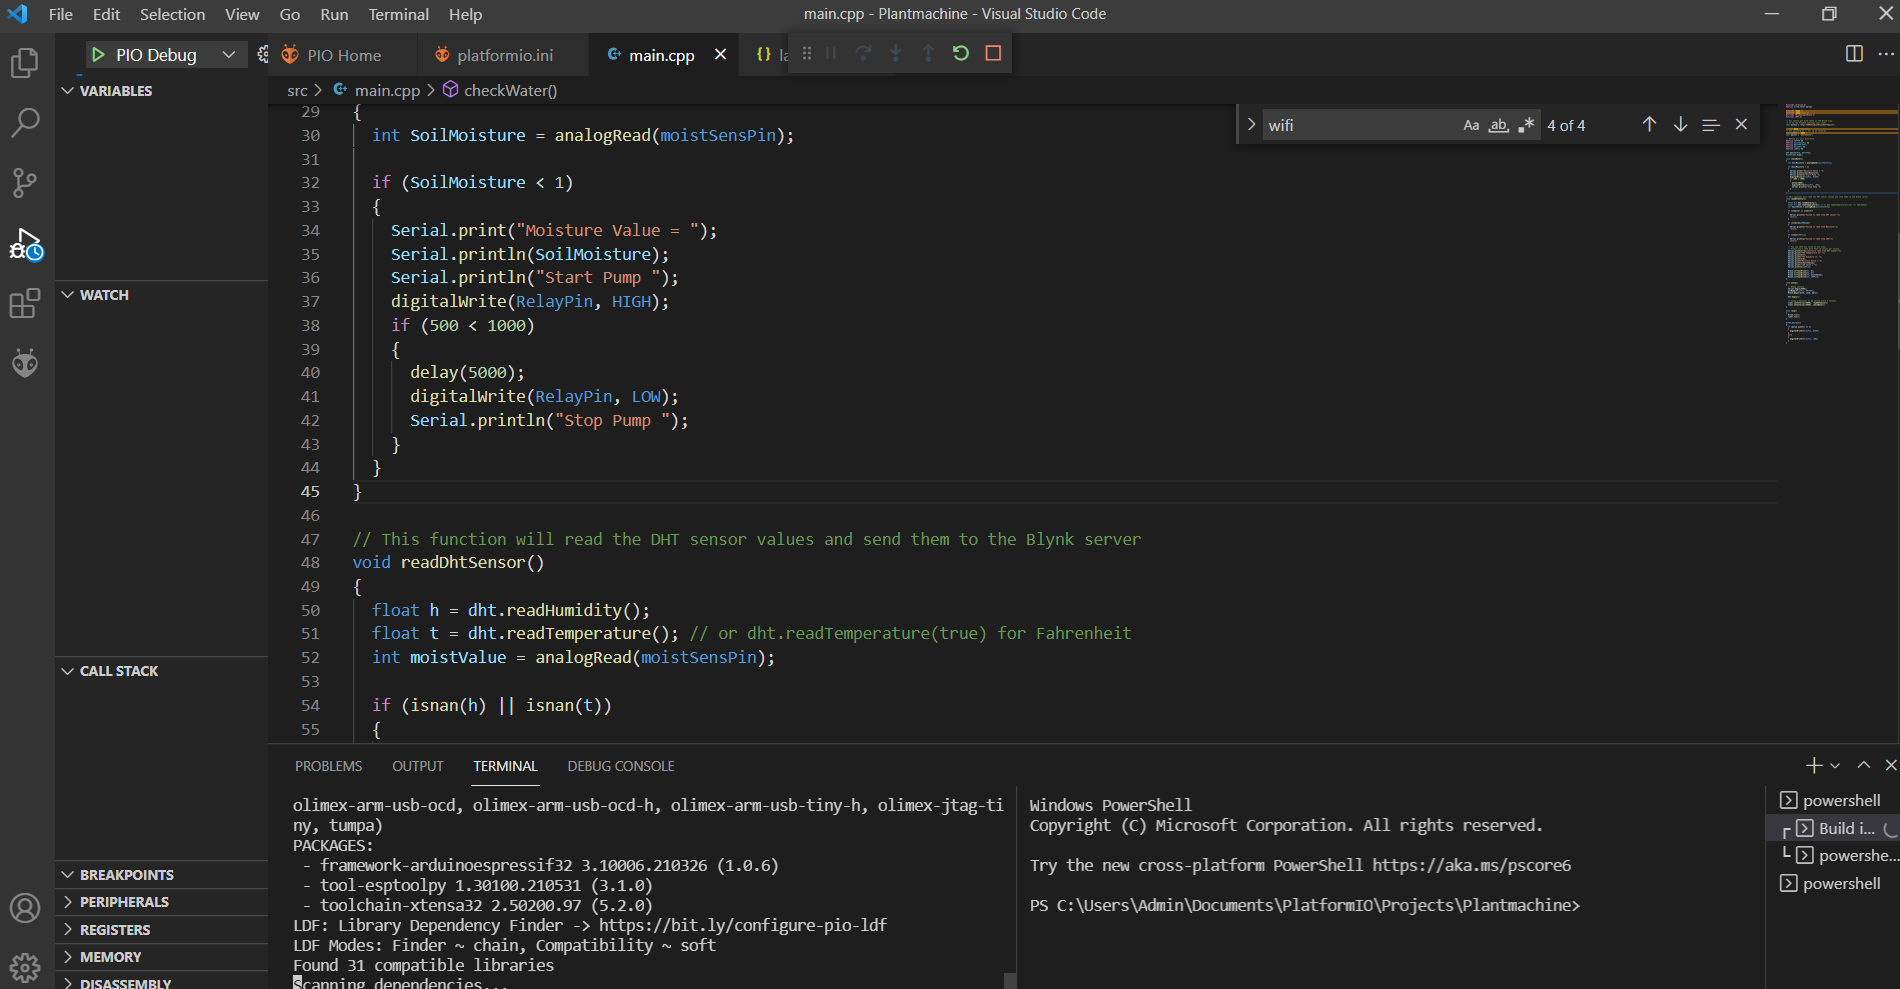 File Edit Selection View Go Run Terminal Help
main.cpp - Plantmachine - Visual Studio Code
PIO Debug
PIO Home
platformio.ini
main.cpp
{} la
VARIABLES
WATCH
CALL STACK
BREAKPOINTS
PERIPHERALS
REGISTERS
MEMORY
DISASSEMBLY
src > main.cpp > checkWater()
wifi Aa ab, .* 4 of 4
29 {
30 int SoilMoisture = analogRead(moistSensPin);
31
32 if (SoilMoisture < 1)
33 {
34 Serial.print("Moisture Value = ");
35 Serial.println(SoilMoisture);
36 Serial.println("Start Pump ");
37 digitalWrite(RelayPin, HIGH);
38 if (500 < 1000)
39 {
40 delay(5000);
41 digitalWrite(RelayPin, LOW);
42 Serial.println("Stop Pump ");
43 }
44 }
45 }
46
47 // This function will read the DHT sensor values and send them to the Blynk server
48 void readDhtSensor()
49 {
50 float h = dht.readHumidity();
51 float t = dht.readTemperature(); // or dht.readTemperature(true) for Fahrenheit
52 int moistValue = analogRead(moistSensPin);
53
54 if (isnan(h) || isnan(t))
55 {
PROBLEMS OUTPUT TERMINAL DEBUG CONSOLE
olimex-arm-usb-ocd, olimex-arm-usb-ocd-h, olimex-arm-usb-tiny-h, olimex-jtag-ti
ny, tumpa)
PACKAGES:
- framework-arduinoespressif32 3.10006.210326 (1.0.6)
- tool-esptoolpy 1.30100.210531 (3.1.0)
- toolchain-xtensa32 2.50200.97 (5.2.0)
LDF: Library Dependency Finder -> https://bit.ly/configure-pio-ldf
LDF Modes: Finder ~ chain, Compatibility ~ soft
Found 31 compatible libraries
Scanning dependencies...
Windows PowerShell
Copyright (C) Microsoft Corporation. All rights reserved.
Try the new cross-platform PowerShell https://aka.ms/pscore6
PS C:\Users\Admin\Documents\PlatformIO\Projects\Plantmachine>
powershell
Build i...
powershe...
powershell